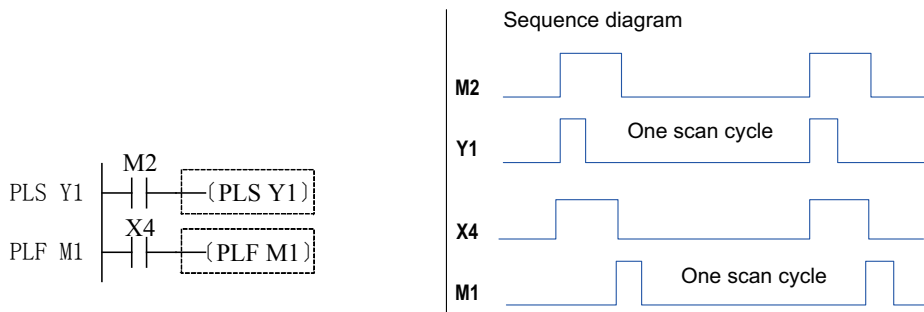 M2
PLS Y1
(PLS Y1)
X4
PLF M1
(PLF M1)
Sequence diagram
M2
Y1
One scan cycle
X4
M1
One scan cycle